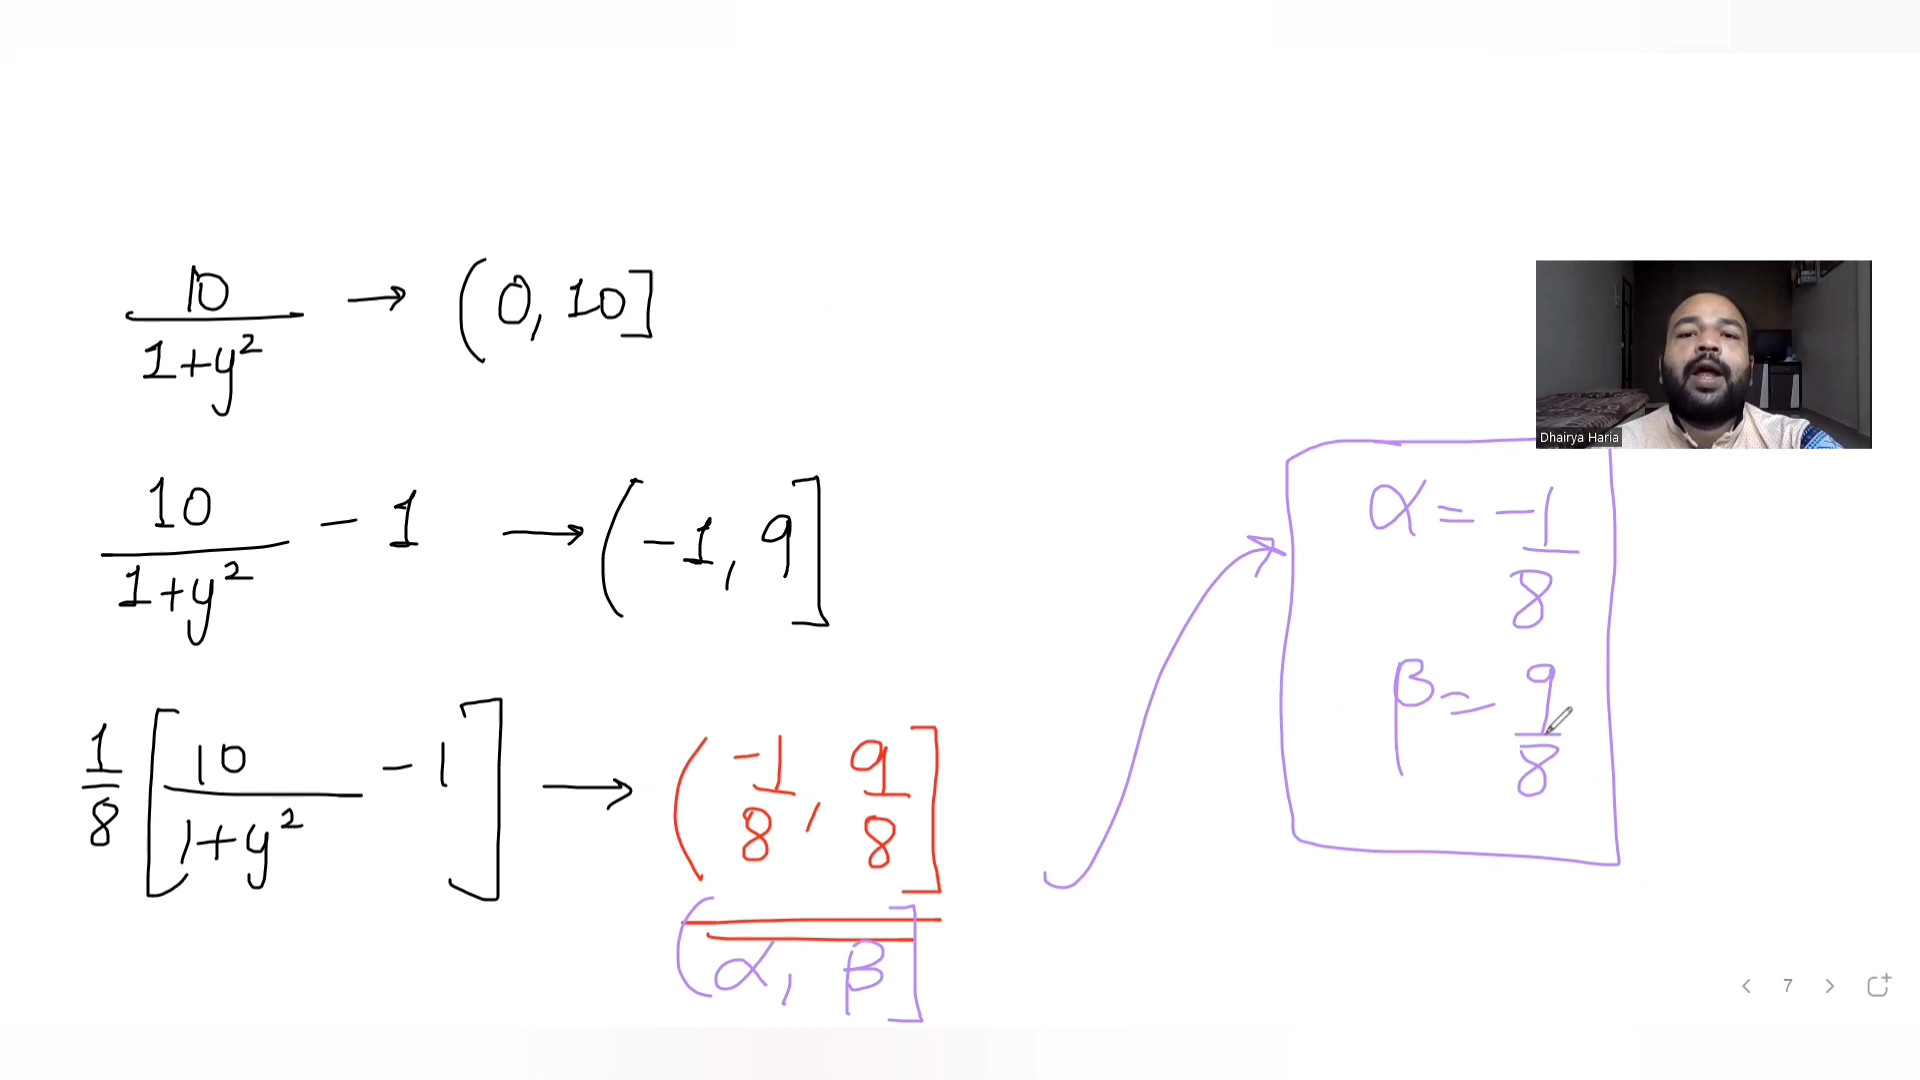 10/(1+y²) → (0, 10]
10/(1+y²) − 1 → (−1, 9]
1/8 [10/(1+y²) − 1] → (−1/8, 9/8]
(α, β]
Dhairya Haria
α = −1/8
β = 9/8
7